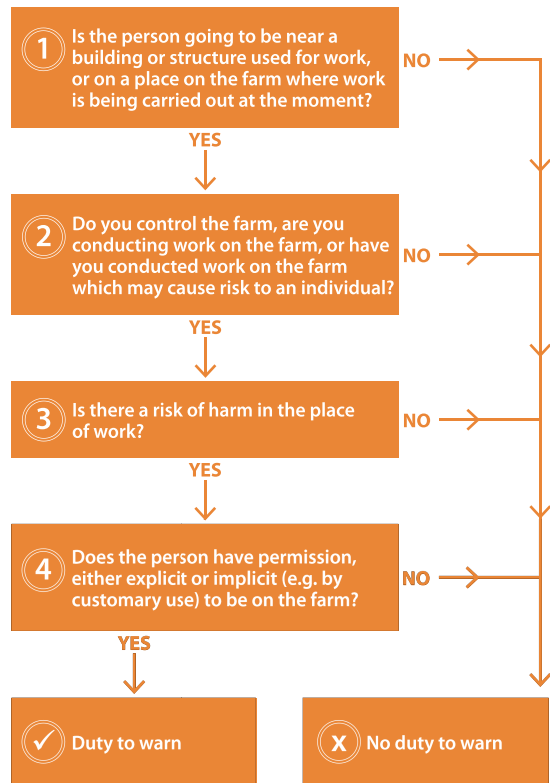 1
Is the person going to be near a
building or structure used for work,
or on a place on the farm where work
is being carried out at the moment?
NO
YES
2
Do you control the farm, are you
conducting work on the farm, or have
you conducted work on the farm
which may cause risk to an individual?
NO
YES
3
Is there a risk of harm in the place
of work?
NO
YES
4
Does the person have permission,
either explicit or implicit (e.g. by
customary use) to be on the farm?
NO
YES
✓ Duty to warn
X No duty to warn